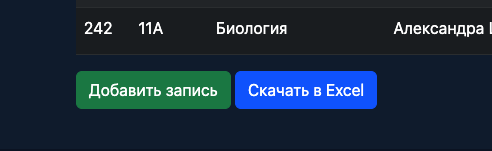 242 11А Биология Александра
Добавить запись Скачать в Excel